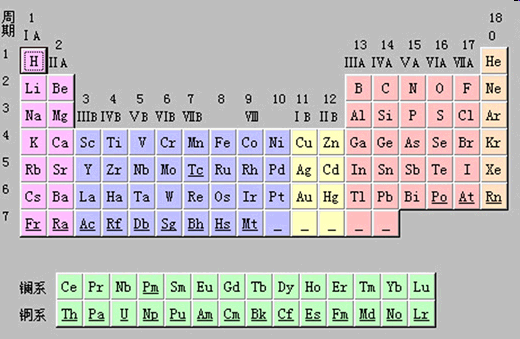 周期 1 18
I A 0
1 H 2 13 14 15 16 17 He
II A IIIA IVA VA VIA VIIA
2 Li Be B C N O F Ne
3 4 5 6 7 8 9 10 11 12
3 Na Mg IIIB IVB VB VIB VIIB VIII I B II B Al Si P S Cl Ar
4 K Ca Sc Ti V Cr Mn Fe Co Ni Cu Zn Ga Ge As Se Br Kr
5 Rb Sr Y Zr Nb Mo Tc Ru Rh Pd Ag Cd In Sn Sb Te I Xe
6 Cs Ba La Ha Ta W Re Os Ir Pt Au Hg Tl Pb Bi Po At Rn
7 Fr Ra Ac Rf Db Sg Bh Hs Mt _ _ _ _ _
镧系 Ce Pr Nb Pm Sm Eu Gd Tb Dy Ho Er Tm Yb Lu
锕系 Th Pa U Np Pu Am Cm Bk Cf Es Fm Md No Lr